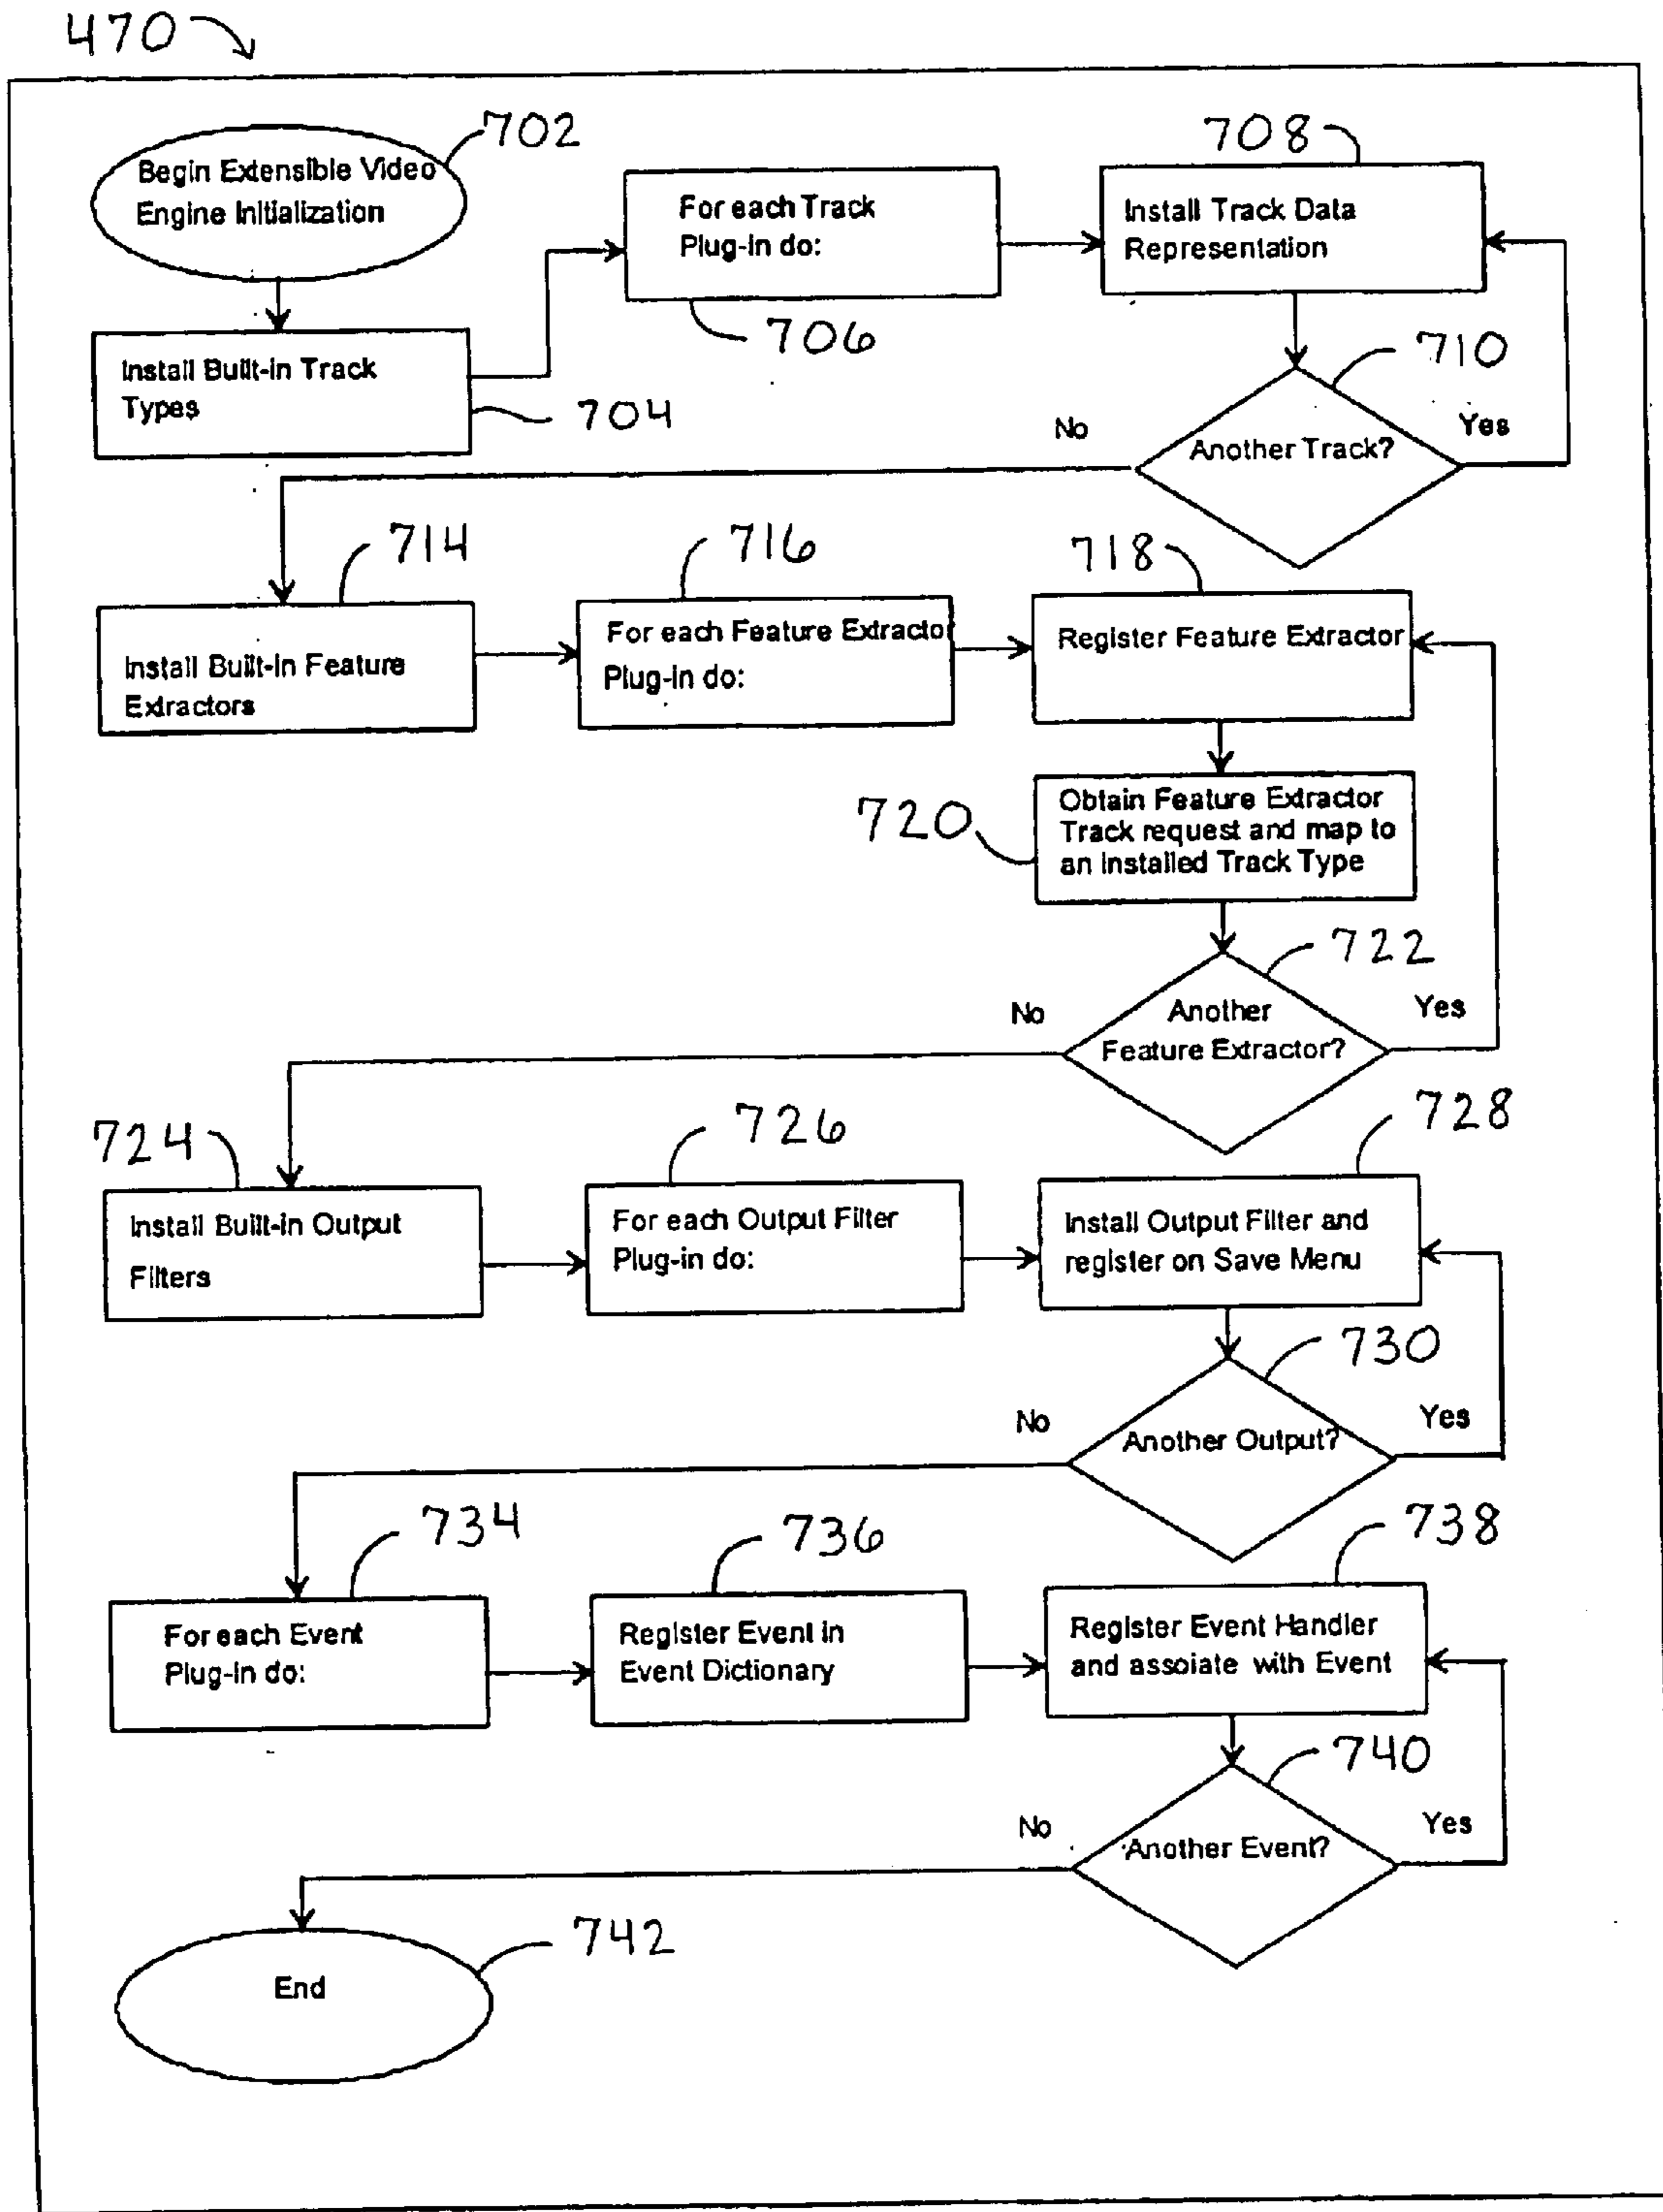 470
702
Begin Extensible Video
Engine Initialization
For each Track
Plug-in do:
706
708
Install Track Data
Representation
Install Built-in Track
Types
704
710
No
Another Track?
Yes
714
Install Built-in Feature
Extractors
716
For each Feature Extractor
Plug-in do:
718
Register Feature Extractor
720
Obtain Feature Extractor
Track request and map to
an installed Track Type
722
No
Another
Feature Extractor?
Yes
724
Install Built-in Output
Filters
726
For each Output Filter
Plug-in do:
728
Install Output Filter and
register on Save Menu
730
No
Another Output?
Yes
734
For each Event
Plug-in do:
736
Register Event in
Event Dictionary
738
Register Event Handler
and assoiate with Event
740
No
Another Event?
Yes
742
End